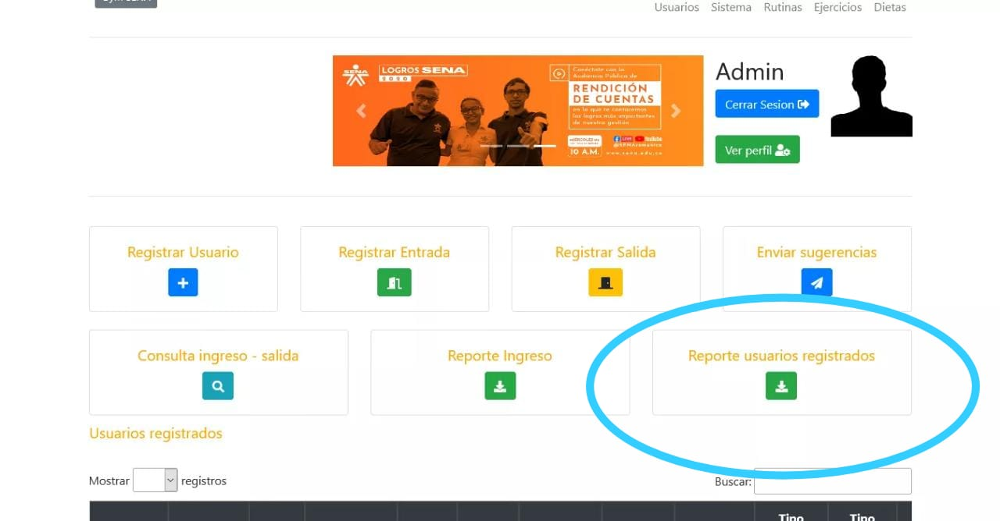 Usuarios Sistema Rutinas Ejercicios Dietas
SENA
LOGROS SENA
2020
Conéctate con la
Audiencia Pública de
RENDICIÓN
DE CUENTAS
en la que te contaremos
los logros más importantes
de nuestra gestión
10 A.M.
LIVE YouTube
@SENAcomunica
www.sena.edu.co
Admin
Cerrar Sesion
Ver perfil
Registrar Usuario
Registrar Entrada
Registrar Salida
Enviar sugerencias
Consulta ingreso - salida
Reporte Ingreso
Reporte usuarios registrados
Usuarios registrados
Mostrar registros
Buscar:
Tipo Tipo